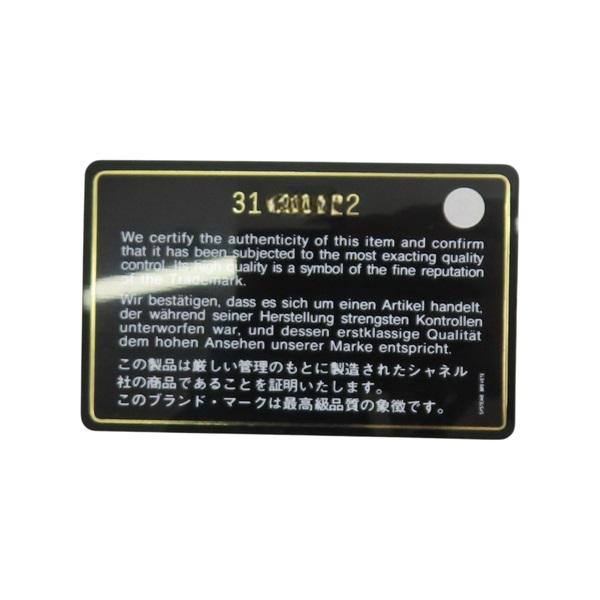 We certify the authenticity of this item and confirm
that it has been subjected to the most exacting quality
control. Its high quality is a symbol of the fine reputation
of the Trademark.
Wir bestätigen, dass es sich um einen Artikel handelt,
der während seiner Herstellung strengsten Kontrollen
unterworfen war, und dessen erstklassige Qualität
dem hohen Ansehen unserer Marke entspricht.
この製品は厳しい管理のもとに製造されたシャネル
社の商品であることを証明いたします。
このブランド・マークは最高級品質の象徴です。